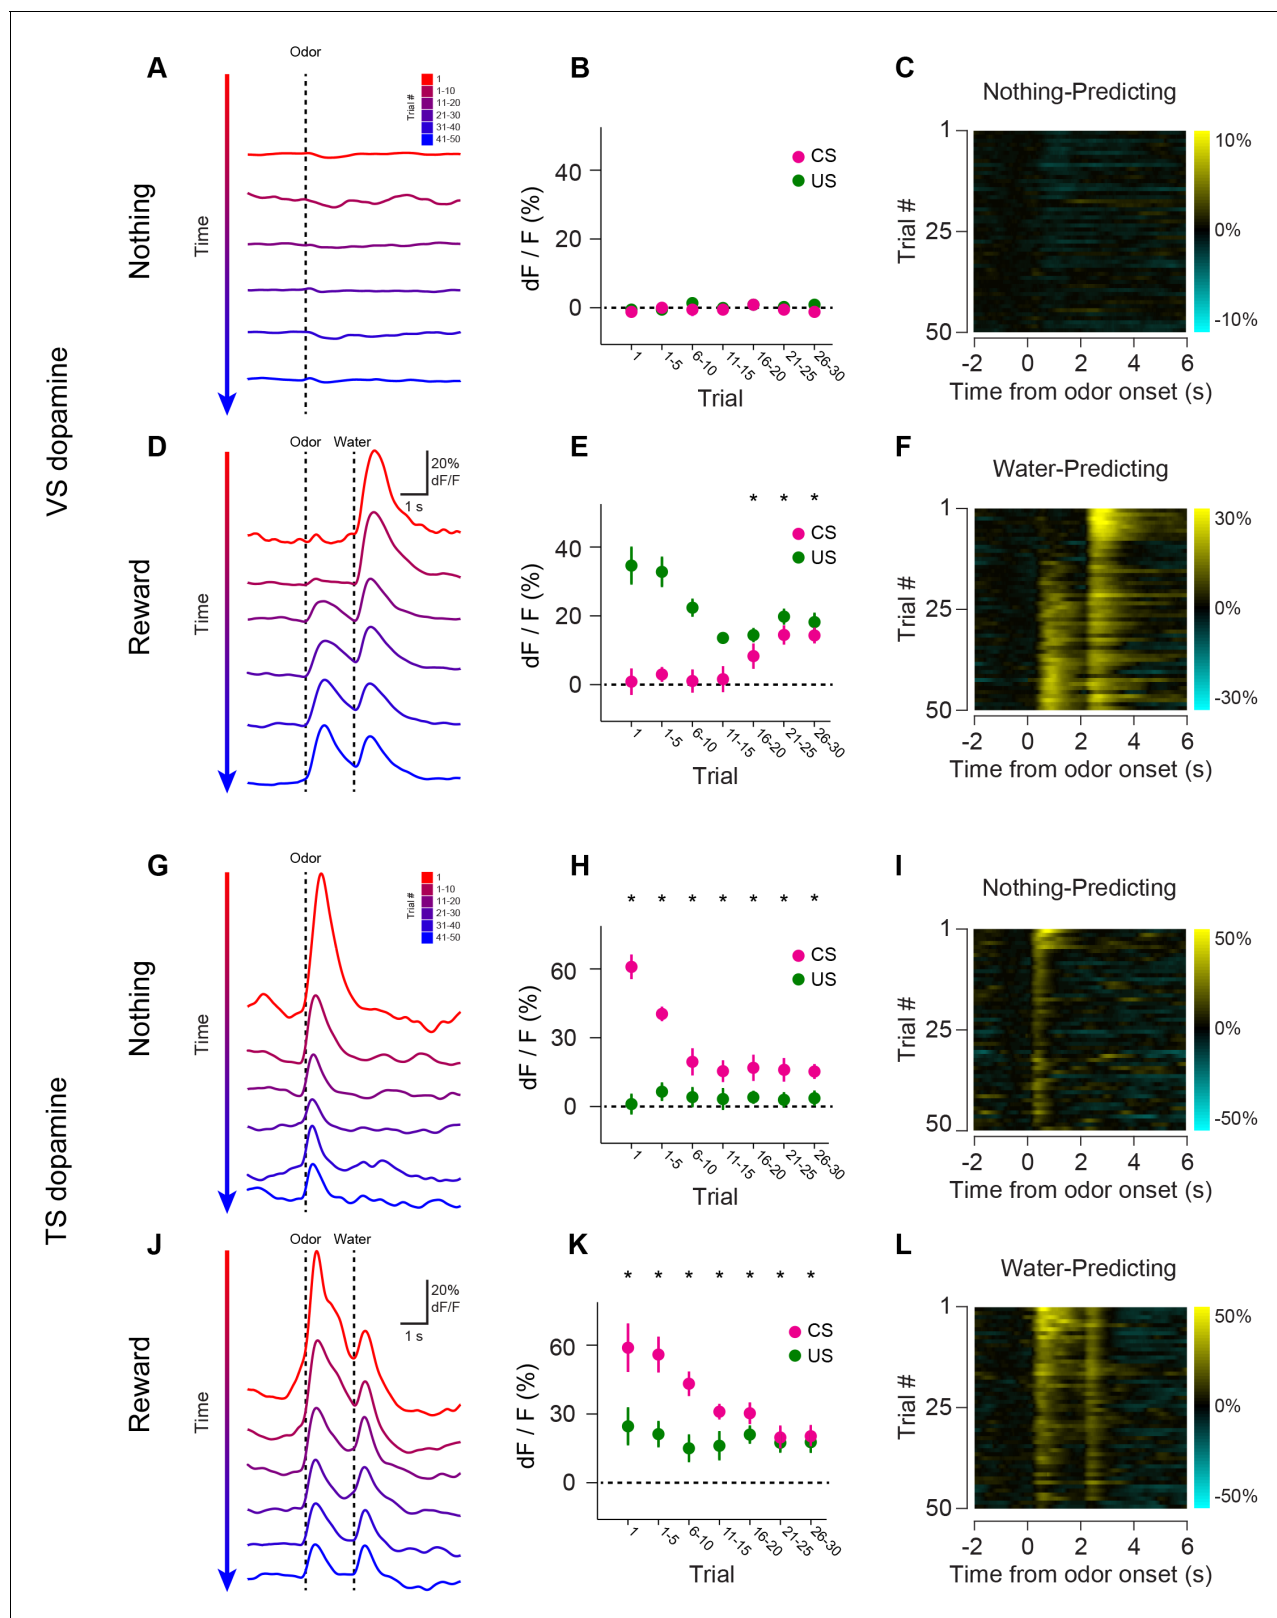 A
Odor
Trial #
1
1-10
11-20
21-30
31-40
41-50
Time
Nothing
B
dF / F (%)
40
20
0
CS
US
1
1-5
6-10
11-15
16-20
21-25
26-30
Trial
C
Nothing-Predicting
Trial #
1
25
50
10%
0%
-10%
-2 0 2 4 6
Time from odor onset (s)
VS dopamine
D
Odor Water
20%
dF/F
1 s
Time
Reward
E
* * *
dF / F (%)
40
20
0
CS
US
1
1-5
6-10
11-15
16-20
21-25
26-30
Trial
F
Water-Predicting
Trial #
1
25
50
30%
0%
-30%
-2 0 2 4 6
Time from odor onset (s)
G
Odor
Trial #
1
1-10
11-20
21-30
31-40
41-50
Time
Nothing
H
* * * * * * *
dF / F (%)
60
30
0
CS
US
1
1-5
6-10
11-15
16-20
21-25
26-30
Trial
I
Nothing-Predicting
Trial #
1
25
50
50%
0%
-50%
-2 0 2 4 6
Time from odor onset (s)
TS dopamine
J
Odor Water
20%
dF/F
1 s
Time
Reward
K
* * * * * * *
dF / F (%)
60
30
0
CS
US
1
1-5
6-10
11-15
16-20
21-25
26-30
Trial
L
Water-Predicting
Trial #
1
25
50
50%
0%
-50%
-2 0 2 4 6
Time from odor onset (s)